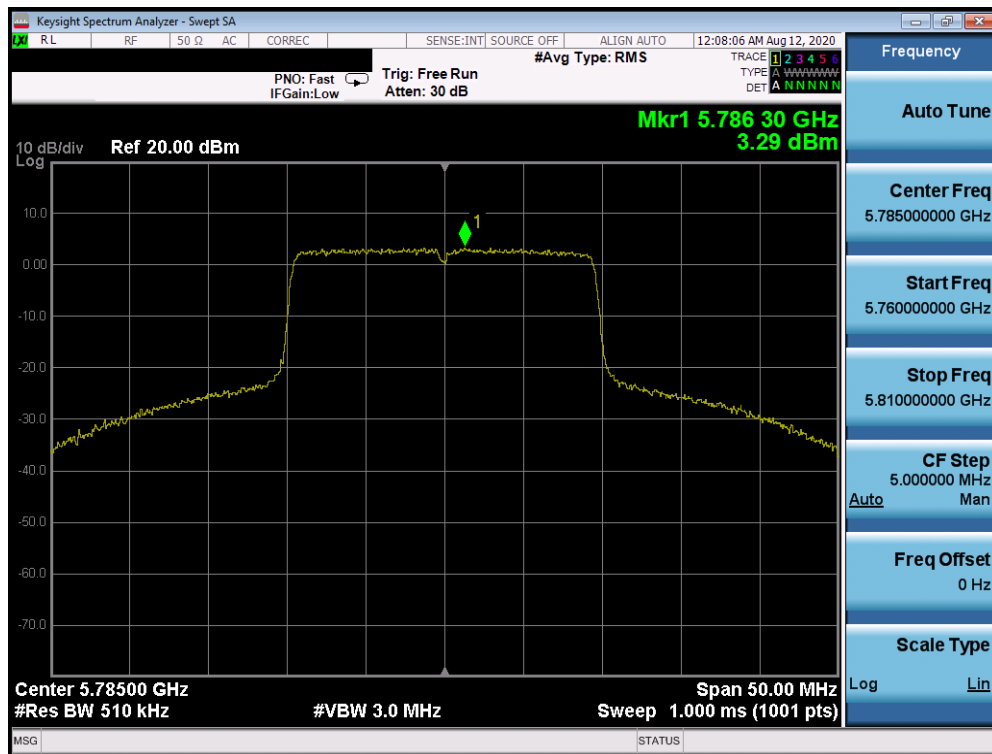 Keysight Spectrum Analyzer - Swept SA
LXI RL RF 50 Ω AC CORREC SENSE:INT SOURCE OFF ALIGN AUTO 12:08:06 AM Aug 12, 2020
PNO: Fast
IFGain:Low
Trig: Free Run
Atten: 30 dB
#Avg Type: RMS
TRACE 1 2 3 4 5 6
TYPE A W W W W W
DET A N N N N N
Mkr1 5.786 30 GHz
3.29 dBm
10 dB/div Ref 20.00 dBm
Log
10.0
0.00
-10.0
-20.0
-30.0
-40.0
-50.0
-60.0
-70.0
1
Center 5.78500 GHz Span 50.00 MHz
#Res BW 510 kHz #VBW 3.0 MHz Sweep 1.000 ms (1001 pts)
MSG STATUS
Frequency
Auto Tune
Center Freq
5.785000000 GHz
Start Freq
5.760000000 GHz
Stop Freq
5.810000000 GHz
CF Step
5.000000 MHz
Auto Man
Freq Offset
0 Hz
Scale Type
Log Lin